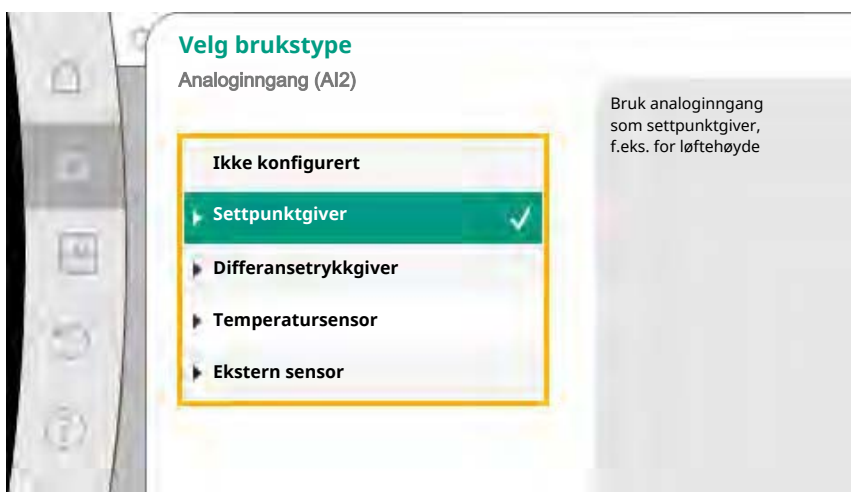 Velg brukstype
Analoginngang (AI2)
Ikke konfigurert
Settpunktgiver
Differansetrykkgiver
Temperatursensor
Ekstern sensor
Bruk analoginngang
som settpunktgiver,
f.eks. for løftehøyde